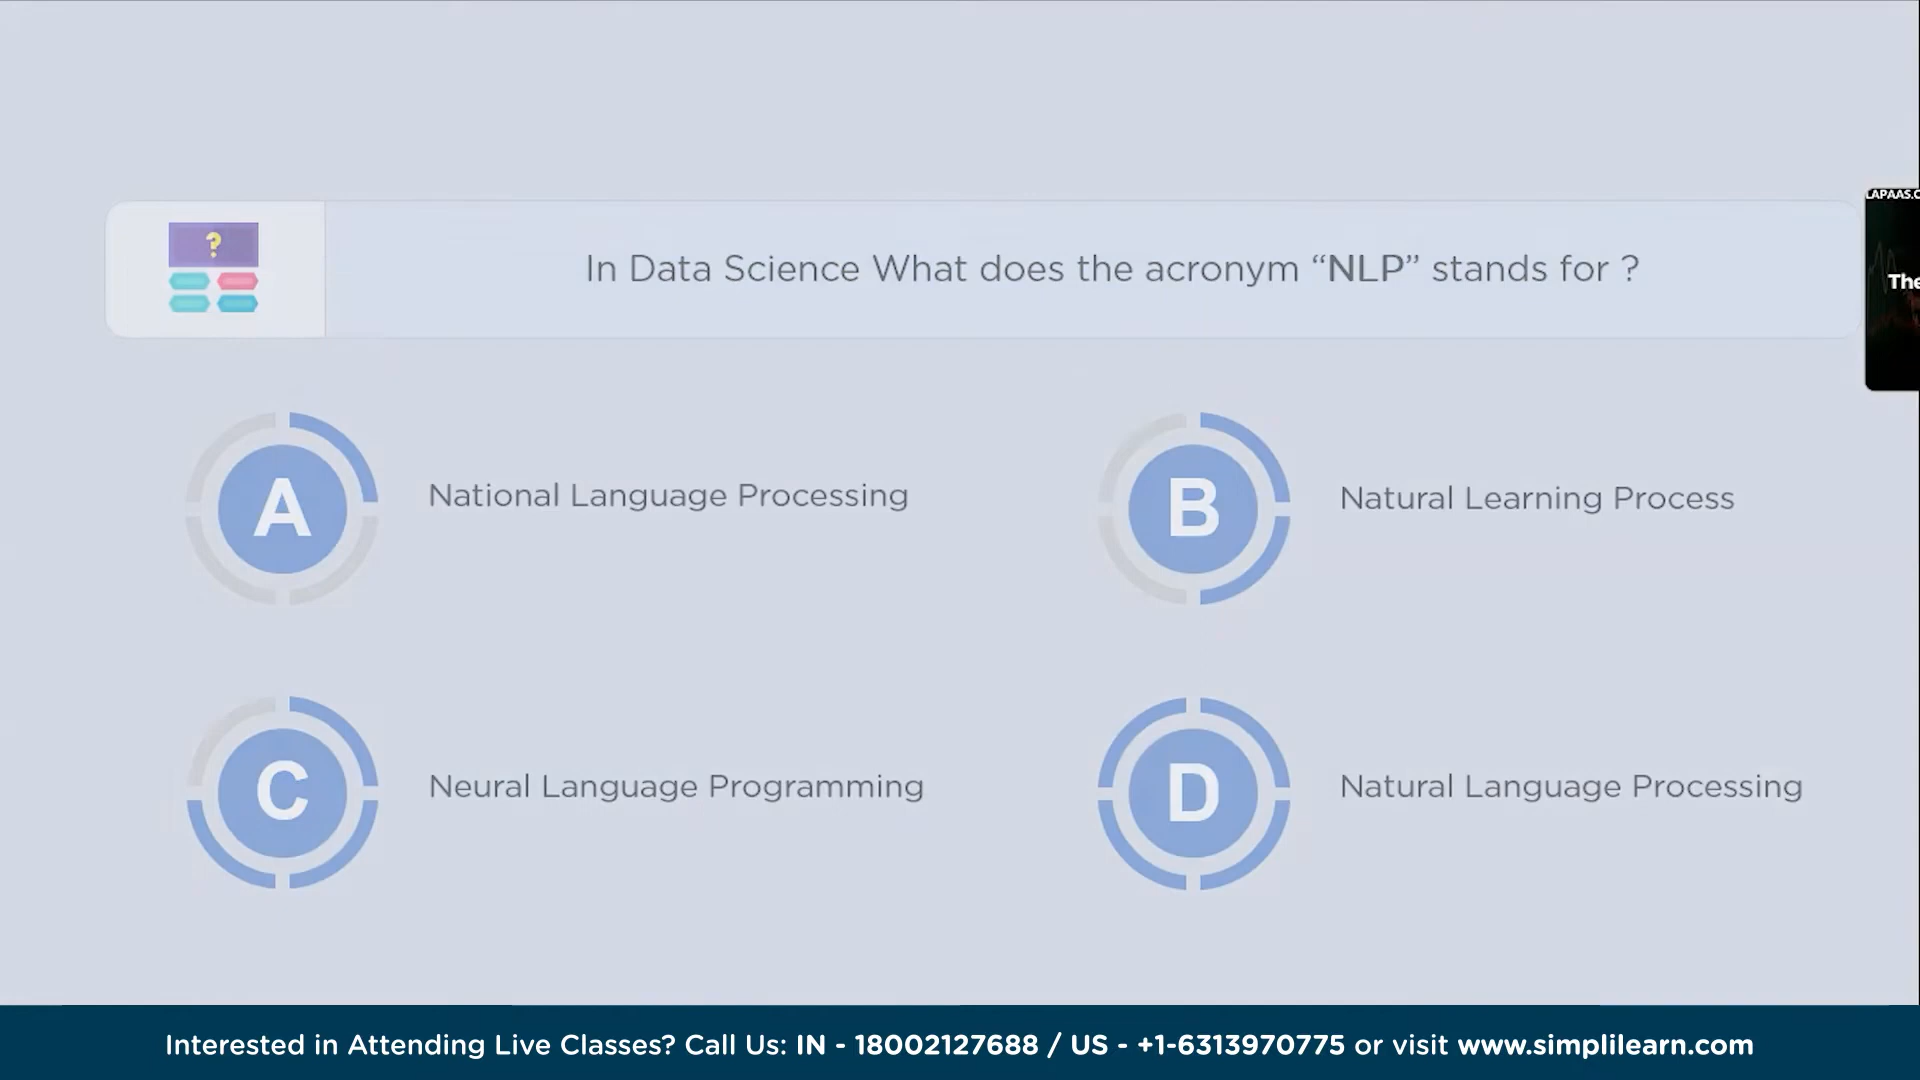 LAPAAS.C
?
In Data Science What does the acronym “NLP” stands for ?
The
A
National Language Processing
B
Natural Learning Process
C
Neural Language Programming
D
Natural Language Processing
Interested in Attending Live Classes? Call Us: IN - 18002127688 / US - +1-6313970775 or visit www.simplilearn.com